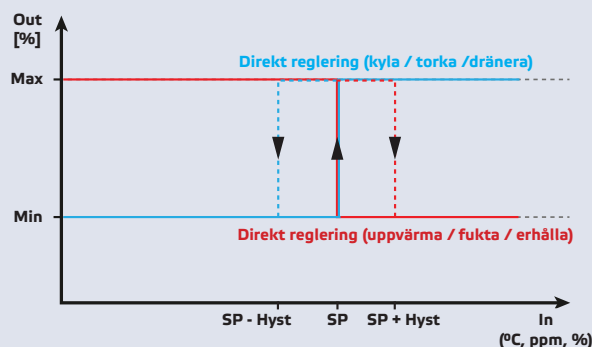 Out
[%]
Direkt reglering (kyla / torka /dränera)
Max
Min
Direkt reglering (uppvärma / fukta / erhålla)
SP - Hyst
SP
SP + Hyst
In
(ºC, ppm, %)